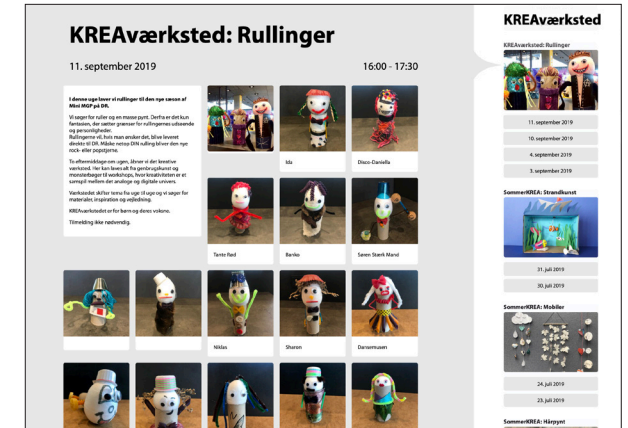 KREAværksted: Rullinger
11. september 2019
16:00 - 17:30
I denne uge laver vi rullinger til den nye sæson af
Mini MGP på DR.
Vi sørger for ruller og en masse pynt. Derfra er det kun
fantasien, der sætter grænser for rullingernes udseende
og personligheder.
Rullingerne vil, hvis man ønsker det, blive leveret
direkte til DR. Måske netop DIN rulling bliver den nye
rock- eller popstjerne.
To eftermiddage om ugen, åbner vi det kreative
værksted. Her kan laves alt fra genbrugskunst og
monsterbøger til workshops, hvor kreativiteten er et
samspil mellem det analoge og digitale univers.
Værkstedet skifter tema fra uge til uge og vi sørger for
materialer, inspiration og vejledning.
KREAværkstedet er for børn og deres voksne.
Tilmelding ikke nødvendig.
Ida
Disco-Daniella
Tante Rød
Banko
Søren Stærk Mand
Niklas
Sharon
Dansemusen
KREAværksted
KREAværksted: Rullinger
11. september 2019
10. september 2019
4. september 2019
3. september 2019
SommerKREA: Strandkunst
31. juli 2019
30. juli 2019
SommerKREA: Mobiler
24. juli 2019
23. juli 2019
SommerKREA: Hårpynt